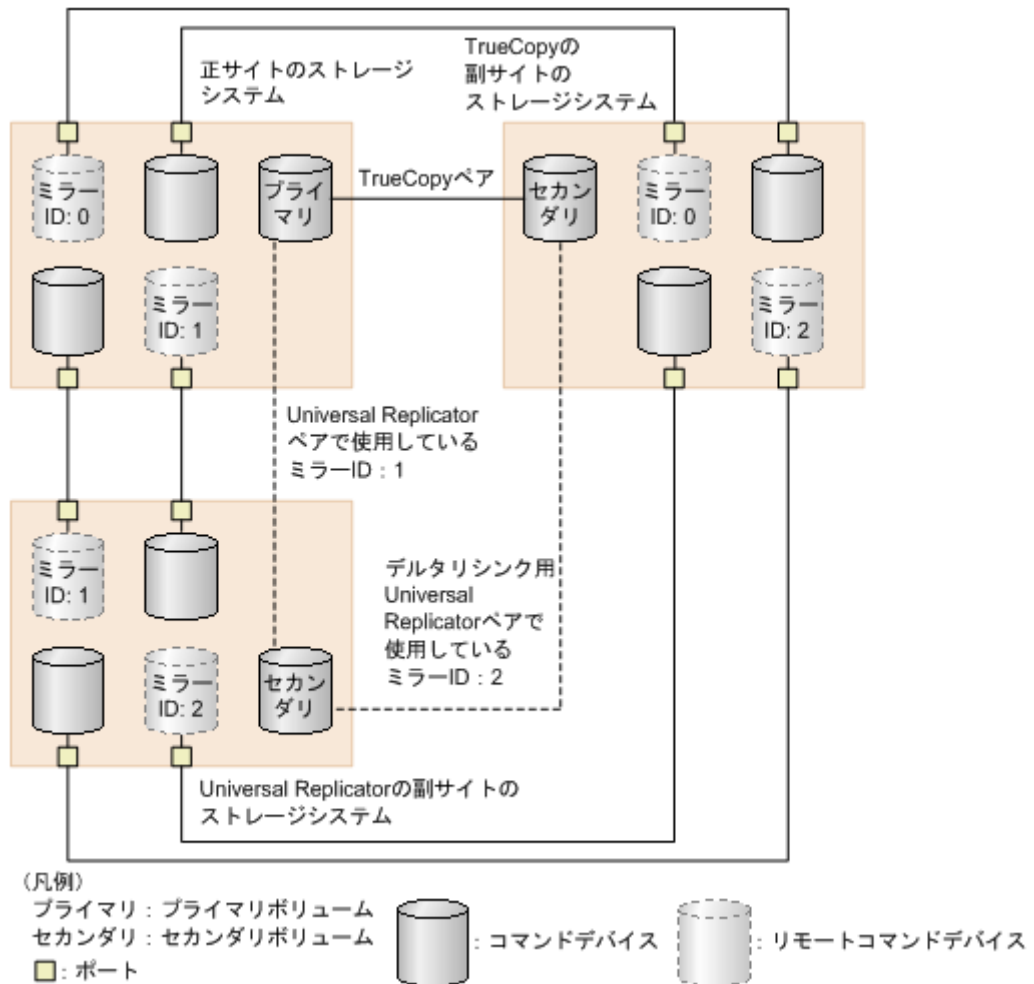 正サイトのストレージ
システム
TrueCopyの
副サイトの
ストレージシステム
ミラー
ID: 0
プライ
マリ
TrueCopyペア
セカン
ダリ
ミラー
ID: 0
ミラー
ID: 1
ミラー
ID: 2
Universal Replicator
ペアで使用している
ミラーID：1
ミラー
ID: 1
デルタリシンク用
Universal
Replicatorペアで
使用している
ミラーID：2
ミラー
ID: 2
セカン
ダリ
Universal Replicatorの副サイトの
ストレージシステム
（凡例）
プライマリ：プライマリボリューム
セカンダリ：セカンダリボリューム
：ポート
：コマンドデバイス
：リモートコマンドデバイス